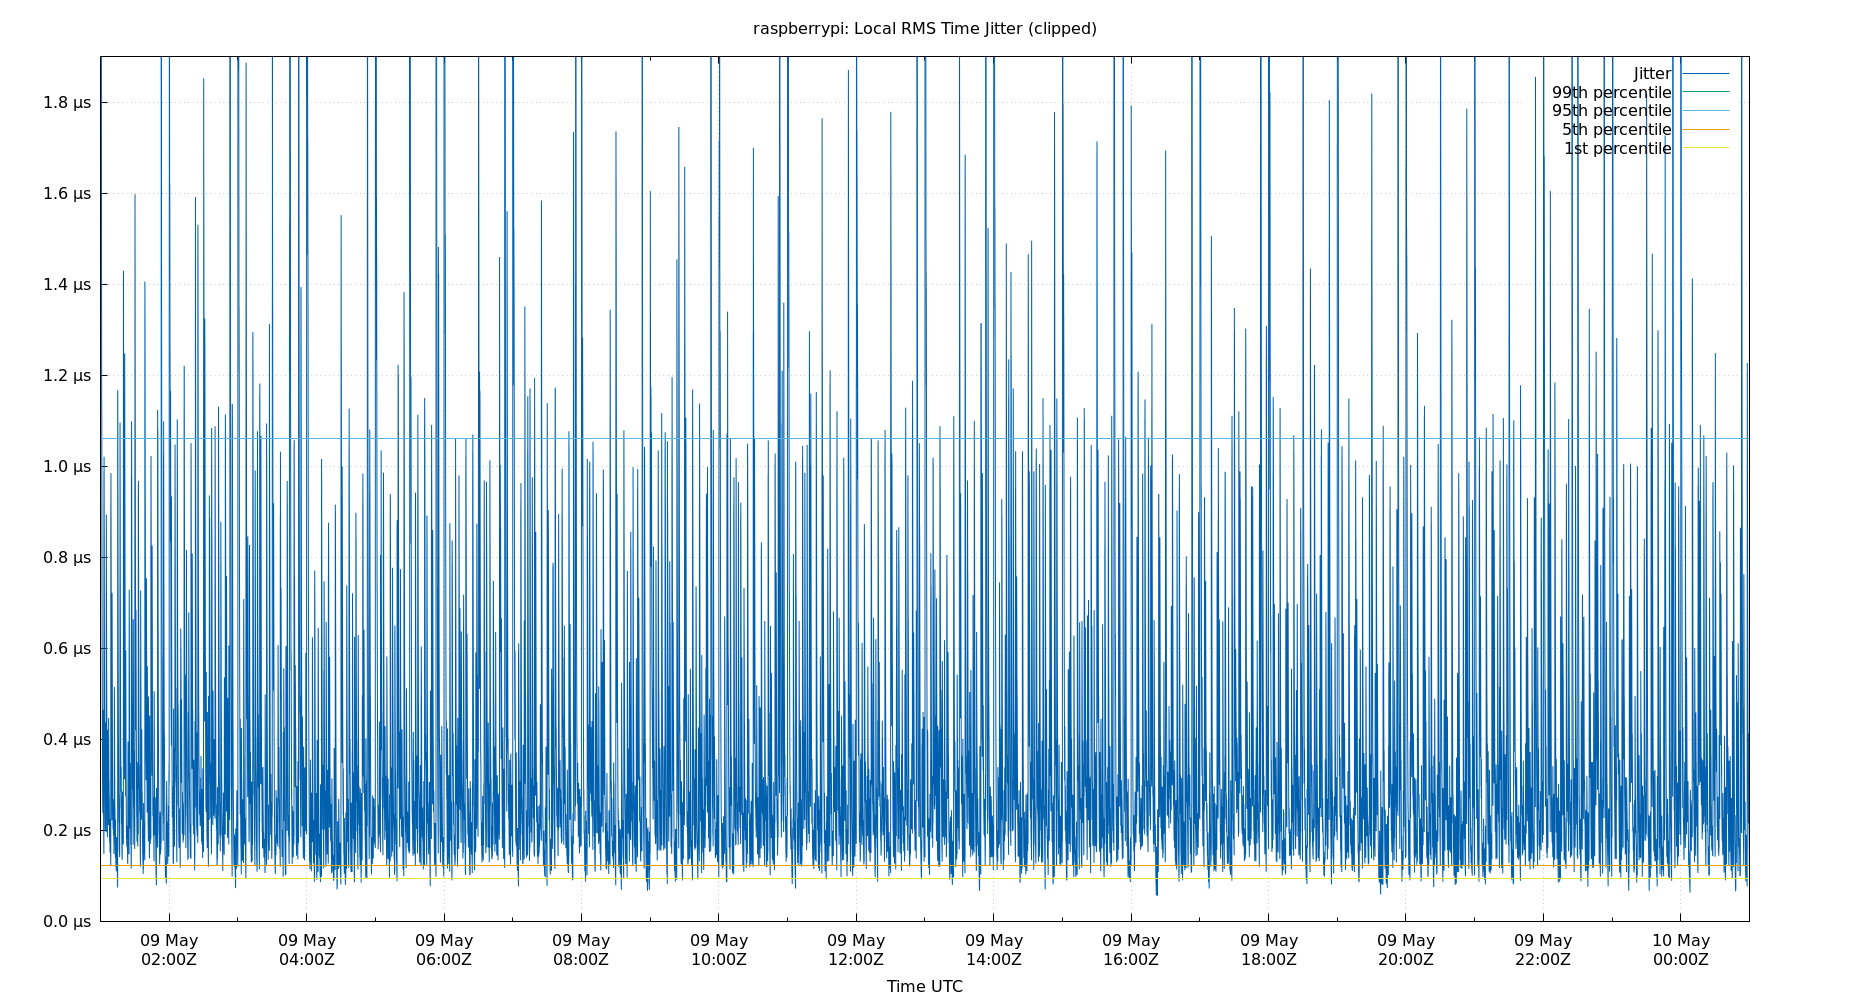 raspberrypi: Local RMS Time Jitter (clipped)
Jitter
99th percentile
95th percentile
5th percentile
1st percentile
1.8 µs
1.6 µs
1.4 µs
1.2 µs
1.0 µs
0.8 µs
0.6 µs
0.4 µs
0.2 µs
0.0 µs
09 May 09 May 09 May 09 May 09 May 09 May 09 May 09 May 09 May 09 May 09 May 10 May
02:00Z 04:00Z 06:00Z 08:00Z 10:00Z 12:00Z 14:00Z 16:00Z 18:00Z 20:00Z 22:00Z 00:00Z
Time UTC